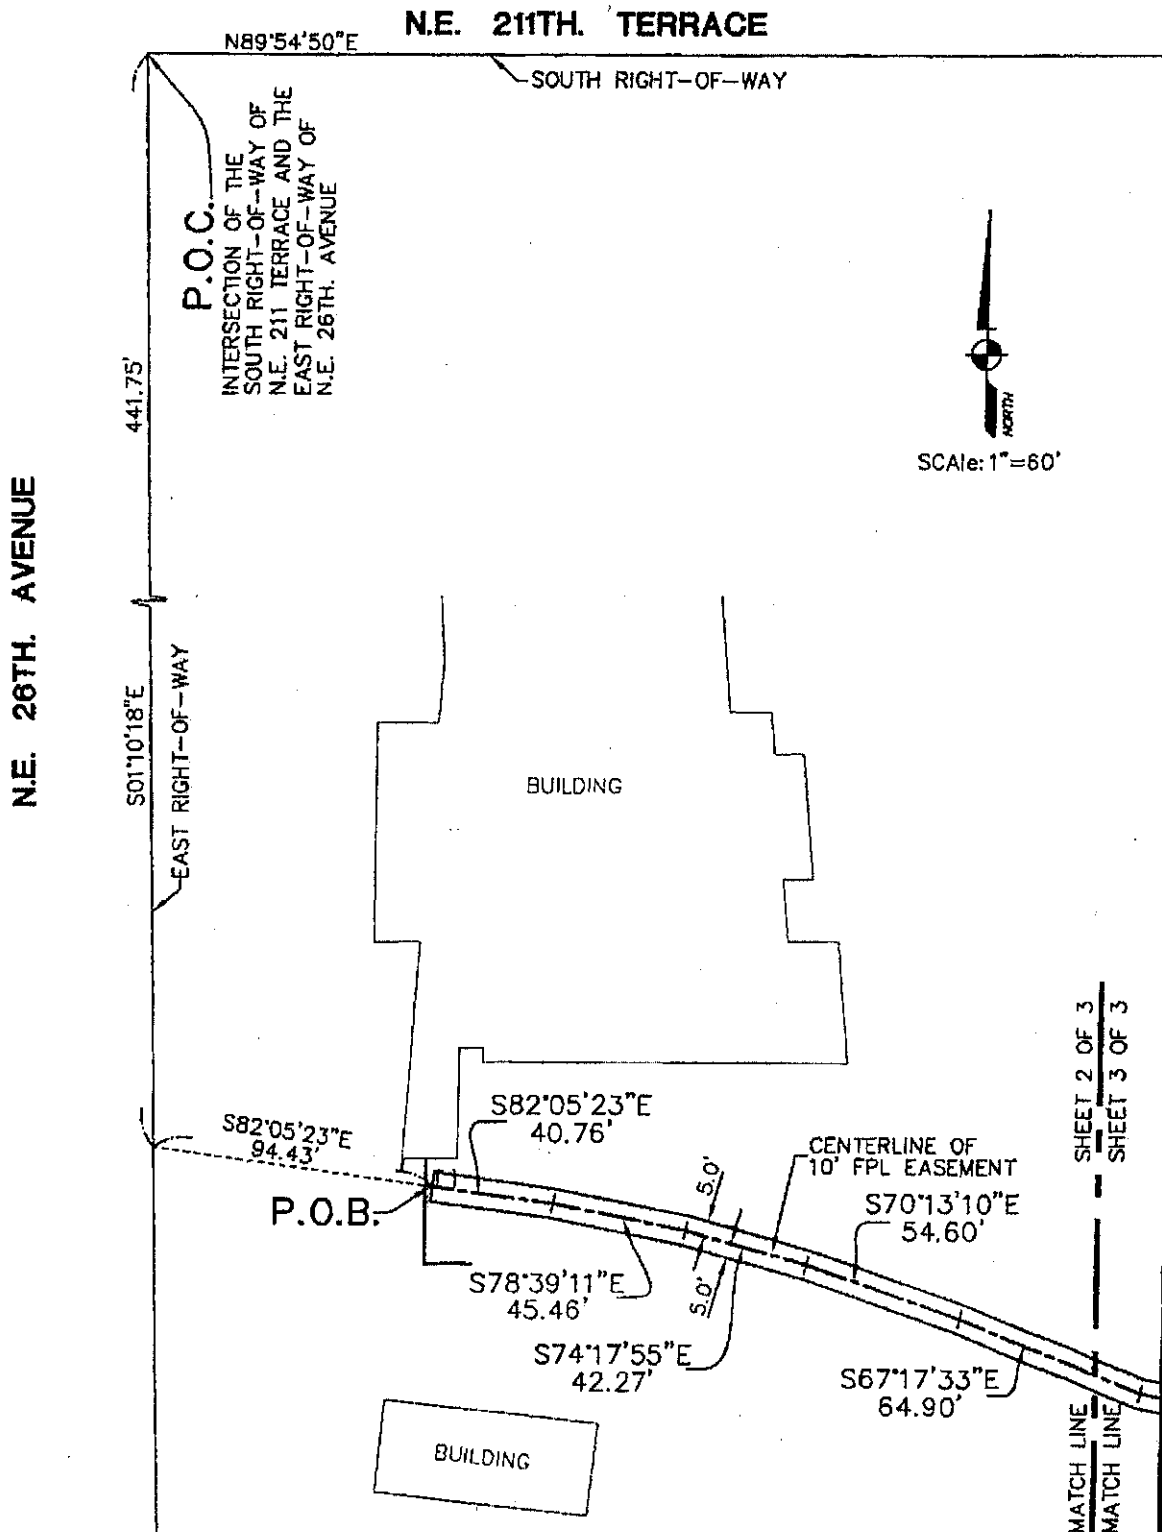 N.E. 211TH. TERRACE
N89°54'50"E
SOUTH RIGHT-OF-WAY
P.O.C.
INTERSECTION OF THE
SOUTH RIGHT-OF-WAY OF
N.E. 211 TERRACE AND THE
EAST RIGHT-OF-WAY OF
N.E. 26TH. AVENUE
441.75'
NORTH
SCAle: 1"=60'
N.E. 26TH. AVENUE
S01°10'18"E
EAST RIGHT-OF-WAY
BUILDING
SHEET 2 OF 3
SHEET 3 OF 3
S82°05'23"E
94.43'
S82°05'23"E
40.76'
CENTERLINE OF
10' FPL EASEMENT
5.0'
S70°13'10"E
54.60'
P.O.B.
S78°39'11"E
45.46'
5.0'
S74°17'55"E
42.27'
S67°17'33"E
64.90'
MATCH LINE
MATCH LINE
BUILDING